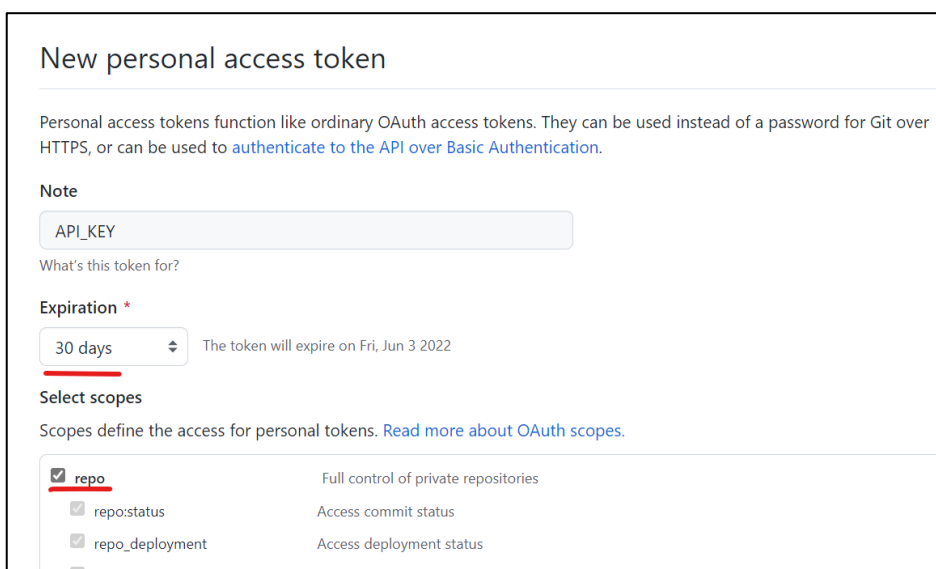 New personal access token
Personal access tokens function like ordinary OAuth access tokens. They can be used instead of a password for Git over
HTTPS, or can be used to authenticate to the API over Basic Authentication.
Note
API_KEY
What's this token for?
Expiration *
30 days The token will expire on Fri, Jun 3 2022
Select scopes
Scopes define the access for personal tokens. Read more about OAuth scopes.
repo Full control of private repositories
repo:status Access commit status
repo_deployment Access deployment status